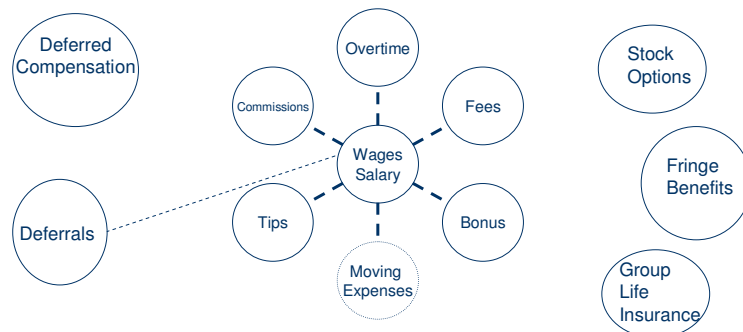 Deferred
Compensation
Overtime
Stock
Options
Commissions
Fees
Wages
Salary
Fringe
Benefits
Deferrals
Tips
Bonus
Moving
Expenses
Group
Life
Insurance